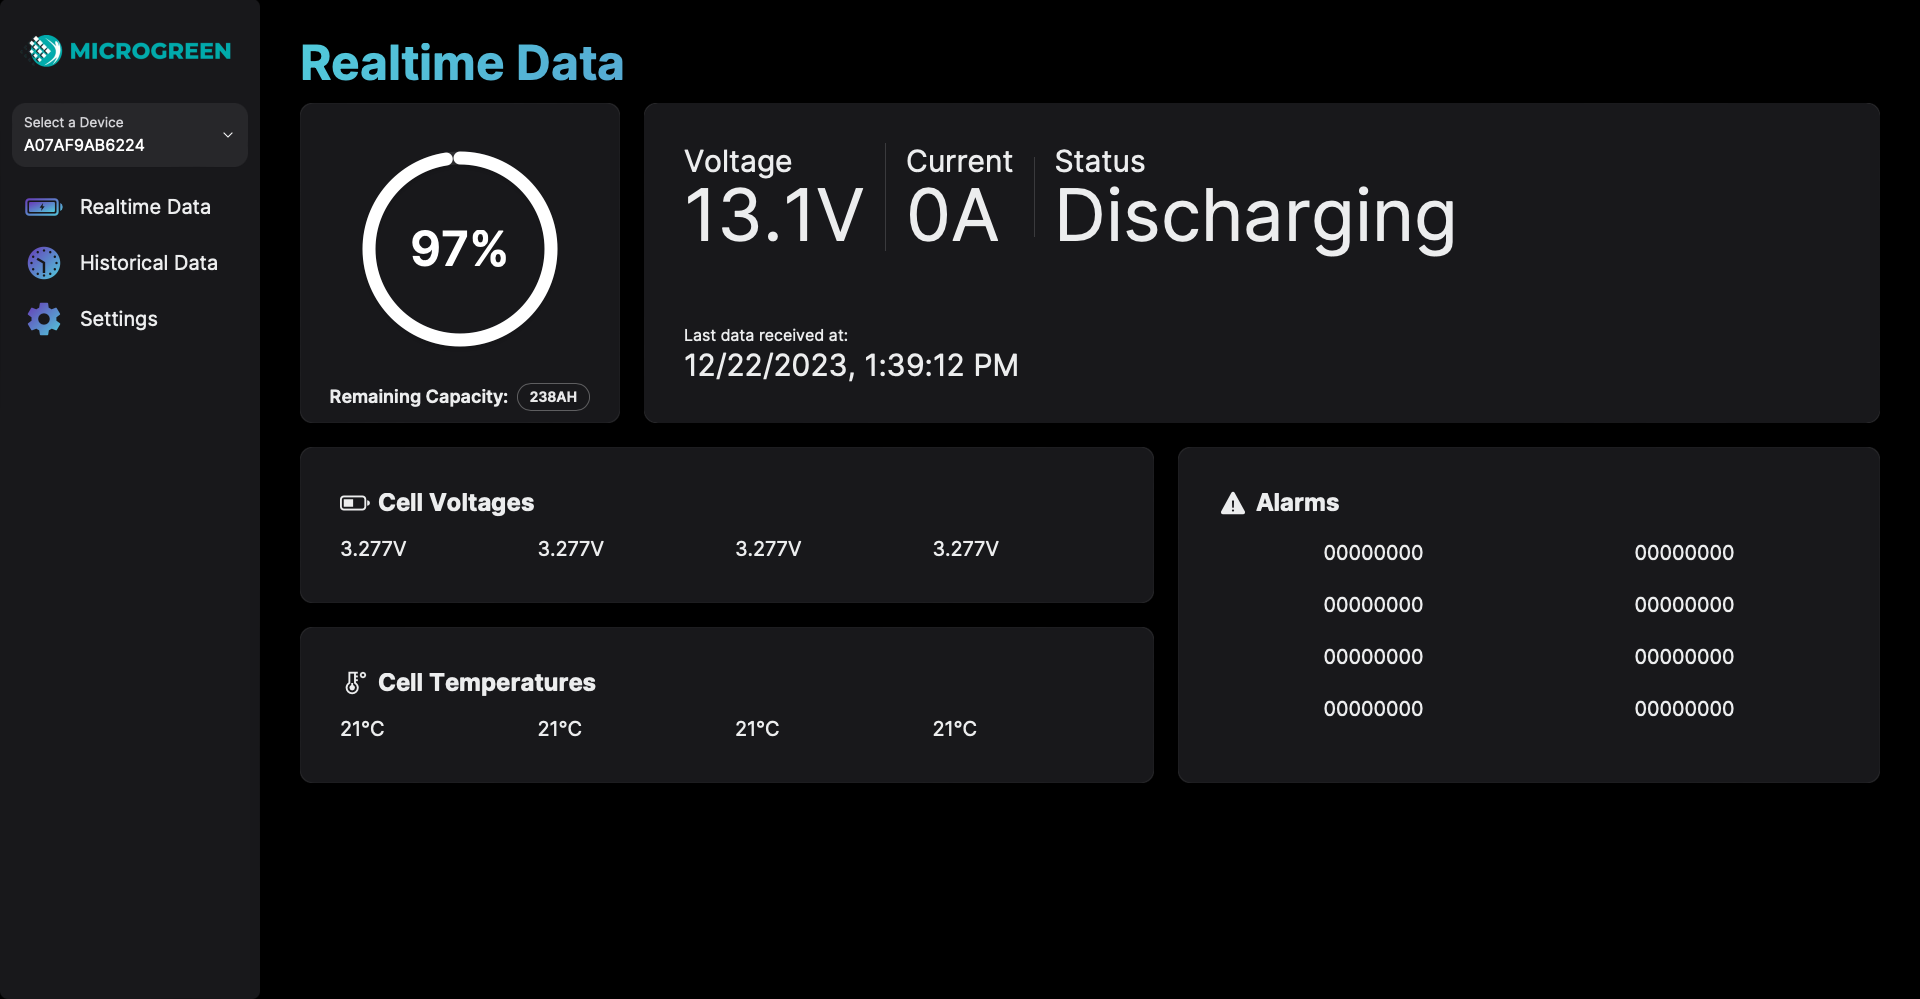 MICROGREEN
Select a Device
A07AF9AB6224
Realtime Data
Historical Data
Settings
Realtime Data
97%
Remaining Capacity: 238AH
Voltage
13.1V
Current
0A
Status
Discharging
Last data received at:
12/22/2023, 1:39:12 PM
Cell Voltages
3.277V 3.277V 3.277V 3.277V
Cell Temperatures
21°C 21°C 21°C 21°C
Alarms
00000000 00000000
00000000 00000000
00000000 00000000
00000000 00000000